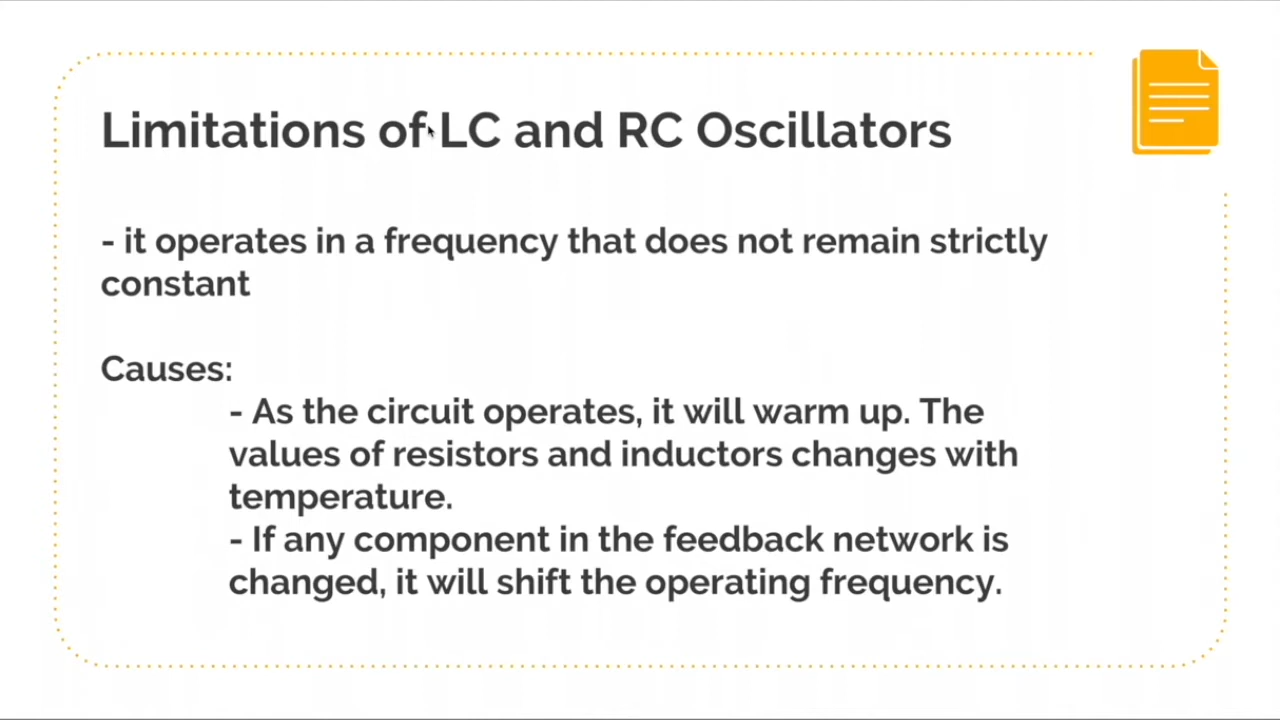 Limitations of LC and RC Oscillators
- it operates in a frequency that does not remain strictly
constant
Causes:
- As the circuit operates, it will warm up. The
values of resistors and inductors changes with
temperature.
- If any component in the feedback network is
changed, it will shift the operating frequency.